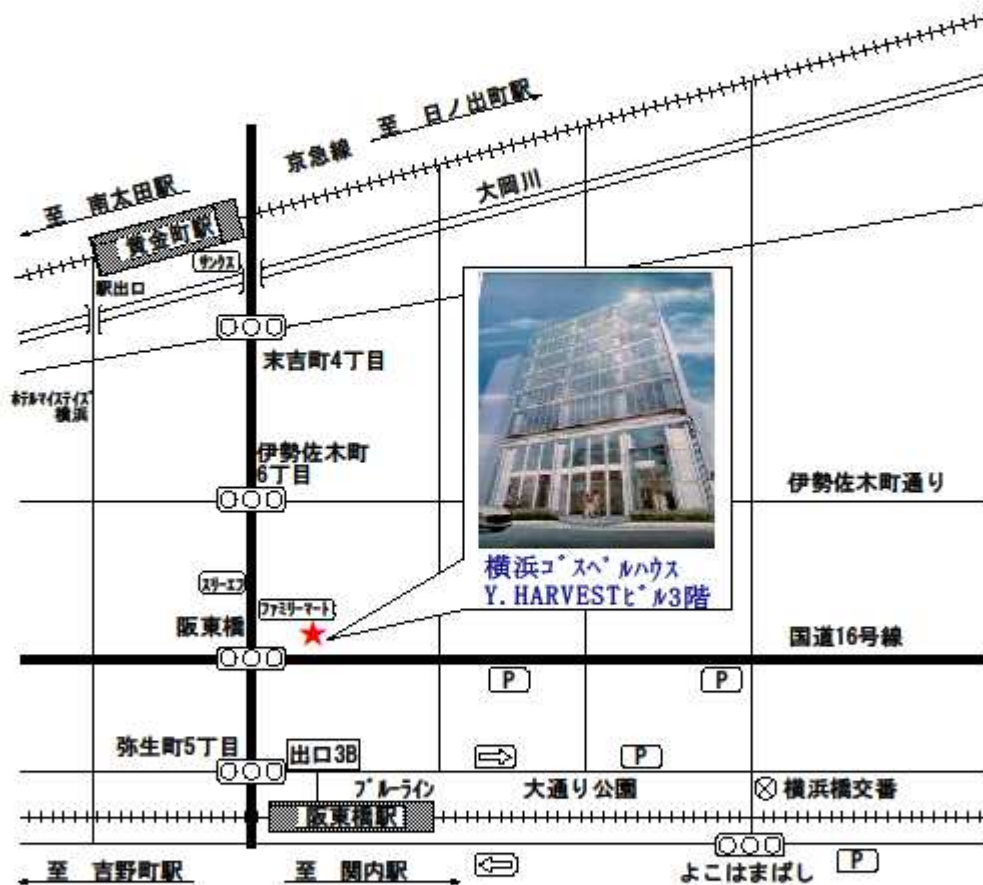 至 日ノ出町駅
京急線
至 南太田駅
大岡川
黄金町駅
サンクス
駅出口
末吉町4丁目
ホテルマイステイズ
横浜
伊勢佐木町
6丁目
伊勢佐木町通り
横浜ゴスペルハウス
Y.HARVESTビル3階
スリーエフ
ファミリーマート
阪東橋
国道16号線
P
P
弥生町5丁目
出口3B
P
ブルーライン
大通り公園
横浜橋交番
阪東橋駅
至 吉野町駅
至 関内駅
よこはまばし
P